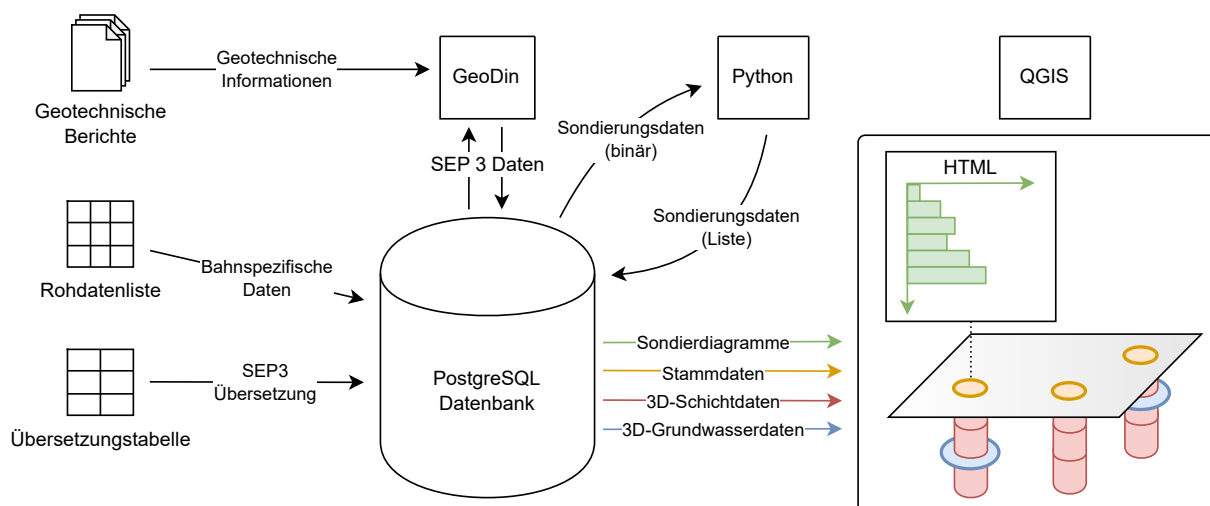 Geotechnische
Berichte
Geotechnische
Informationen
GeoDin
Python
QGIS
SEP 3 Daten
Sondierungsdaten
(binär)
Sondierungsdaten
(Liste)
HTML
Rohdatenliste
Bahnspezifische
Daten
Übersetzungstabelle
SEP3
Übersetzung
PostgreSQL
Datenbank
Sondierdiagramme
Stammdaten
3D-Schichtdaten
3D-Grundwasserdaten